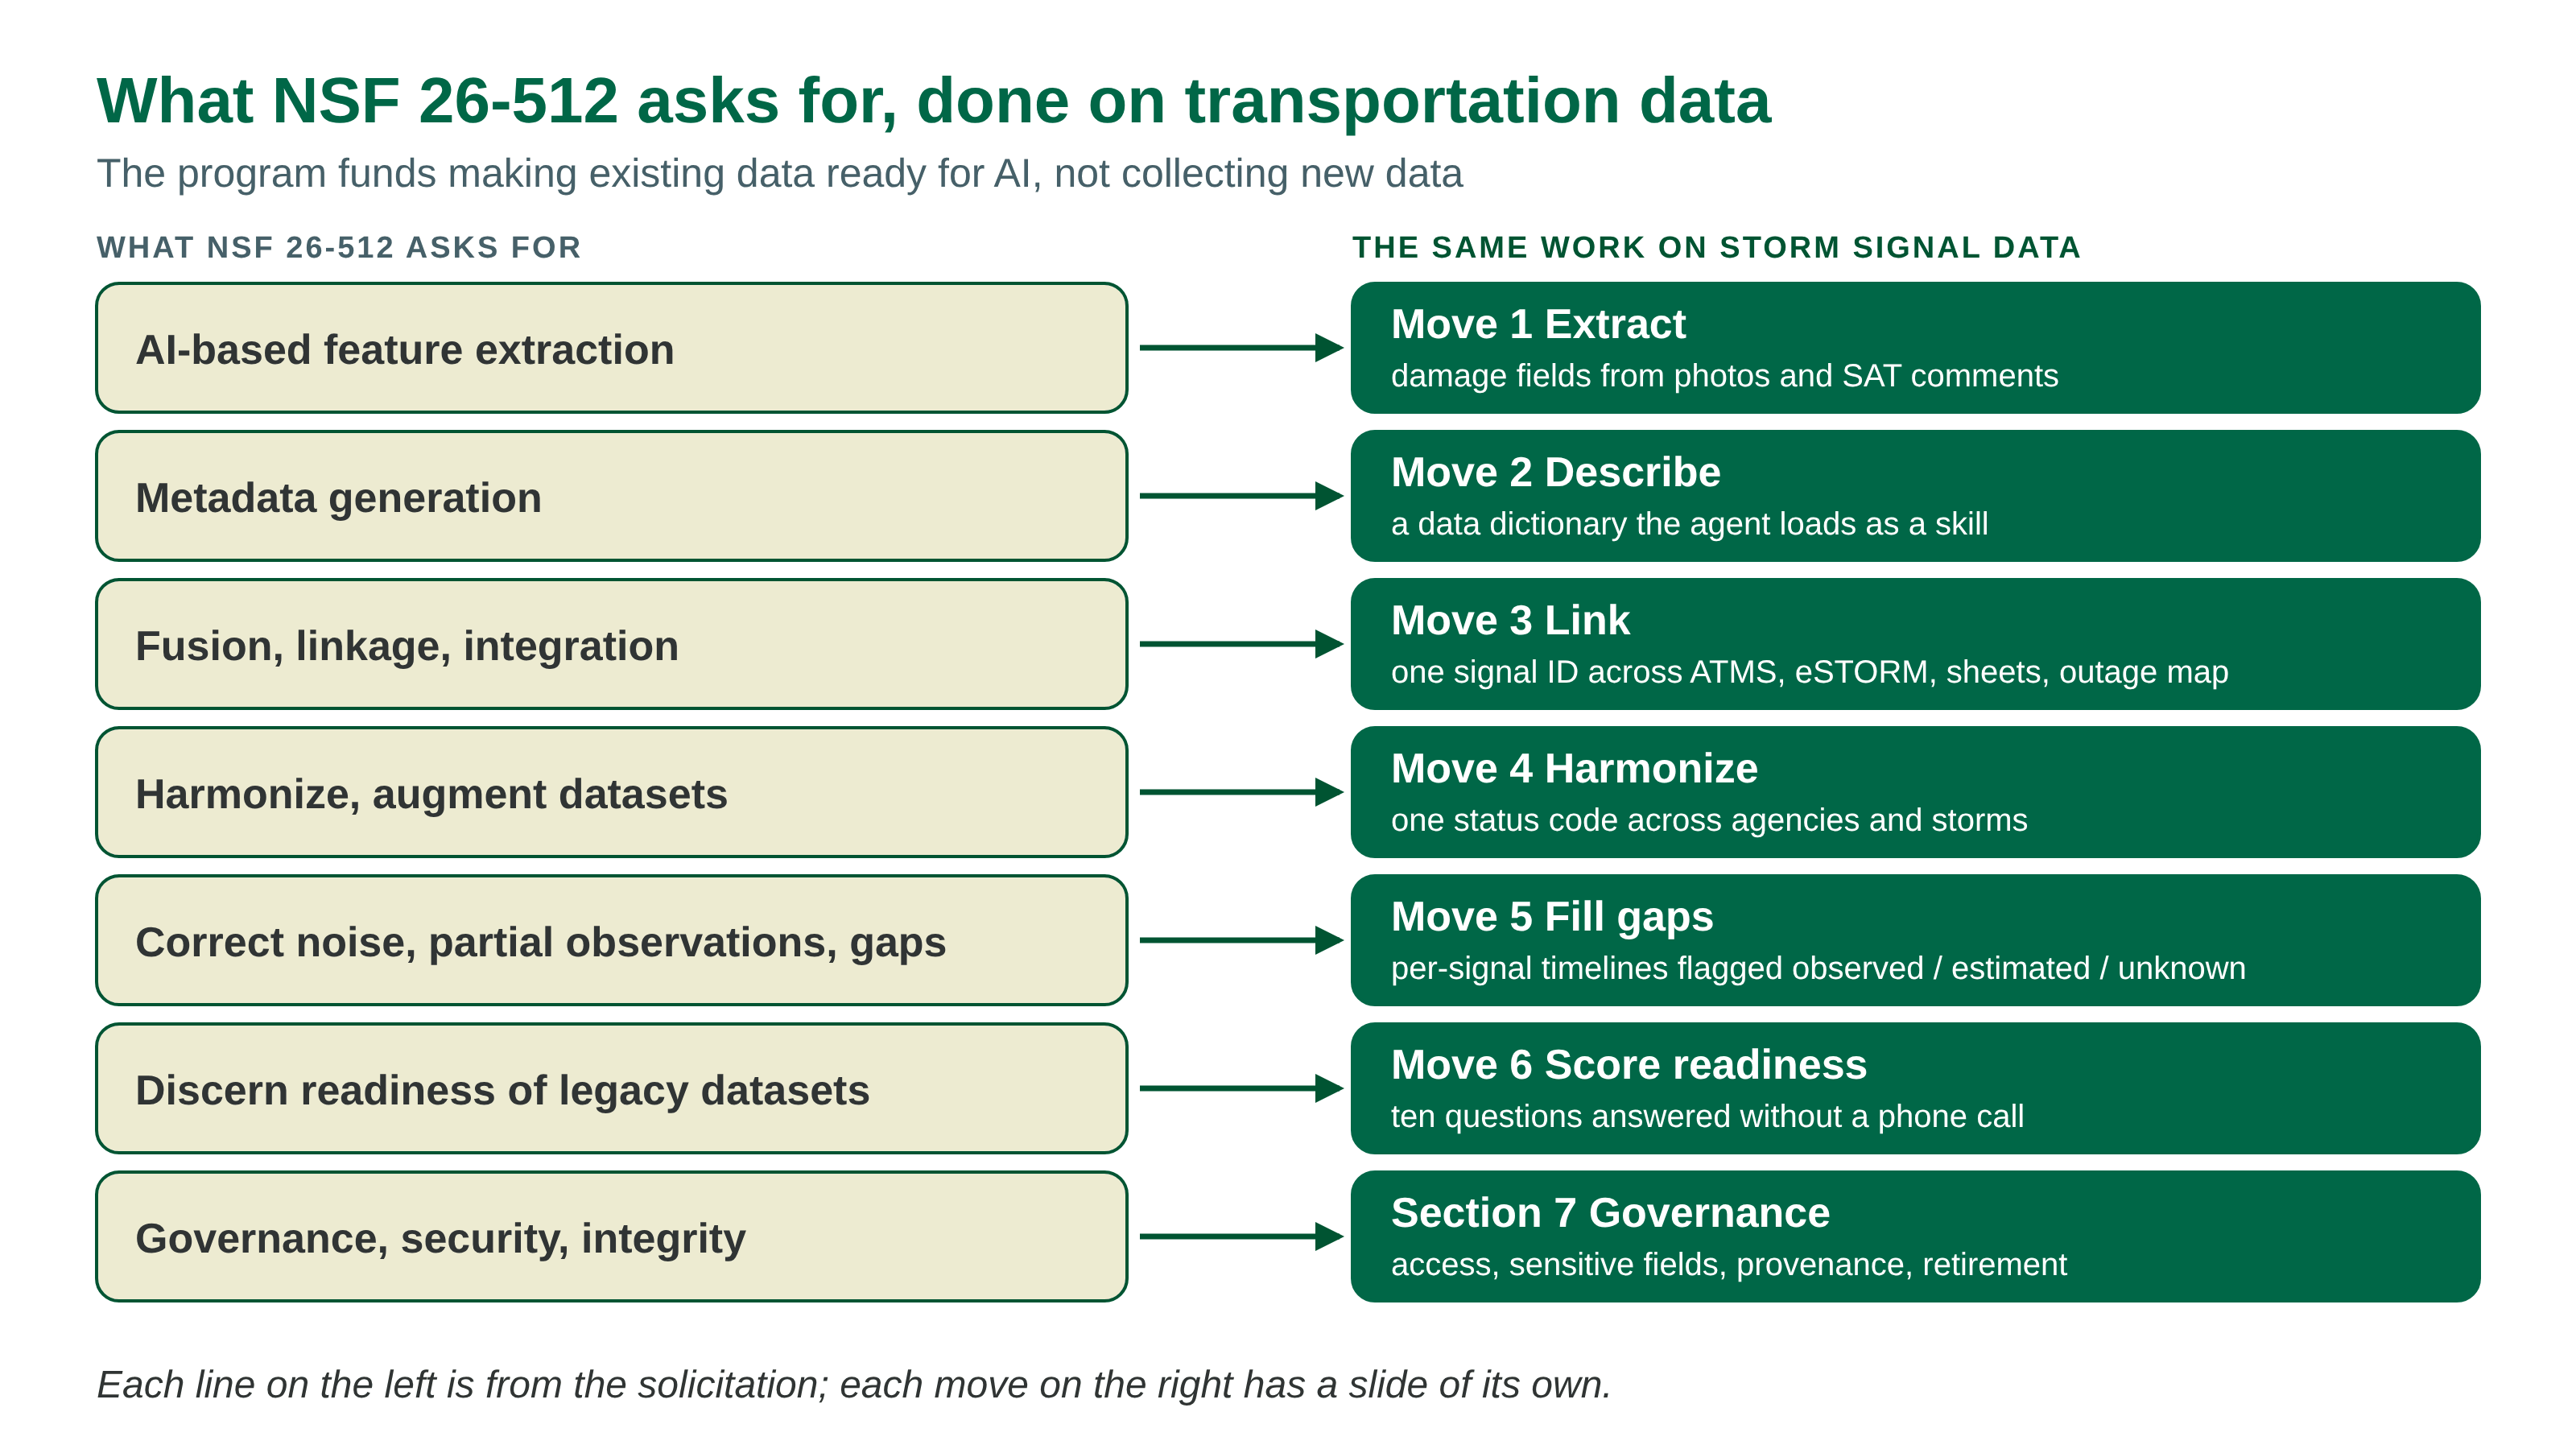 What NSF 26-512 asks for, done on transportation data
The program funds making existing data ready for AI, not collecting new data
WHAT NSF 26-512 ASKS FOR
THE SAME WORK ON STORM SIGNAL DATA
AI-based feature extraction
Move 1 Extract
damage fields from photos and SAT comments
Metadata generation
Move 2 Describe
a data dictionary the agent loads as a skill
Fusion, linkage, integration
Move 3 Link
one signal ID across ATMS, eSTORM, sheets, outage map
Harmonize, augment datasets
Move 4 Harmonize
one status code across agencies and storms
Correct noise, partial observations, gaps
Move 5 Fill gaps
per-signal timelines flagged observed / estimated / unknown
Discern readiness of legacy datasets
Move 6 Score readiness
ten questions answered without a phone call
Governance, security, integrity
Section 7 Governance
access, sensitive fields, provenance, retirement
Each line on the left is from the solicitation; each move on the right has a slide of its own.